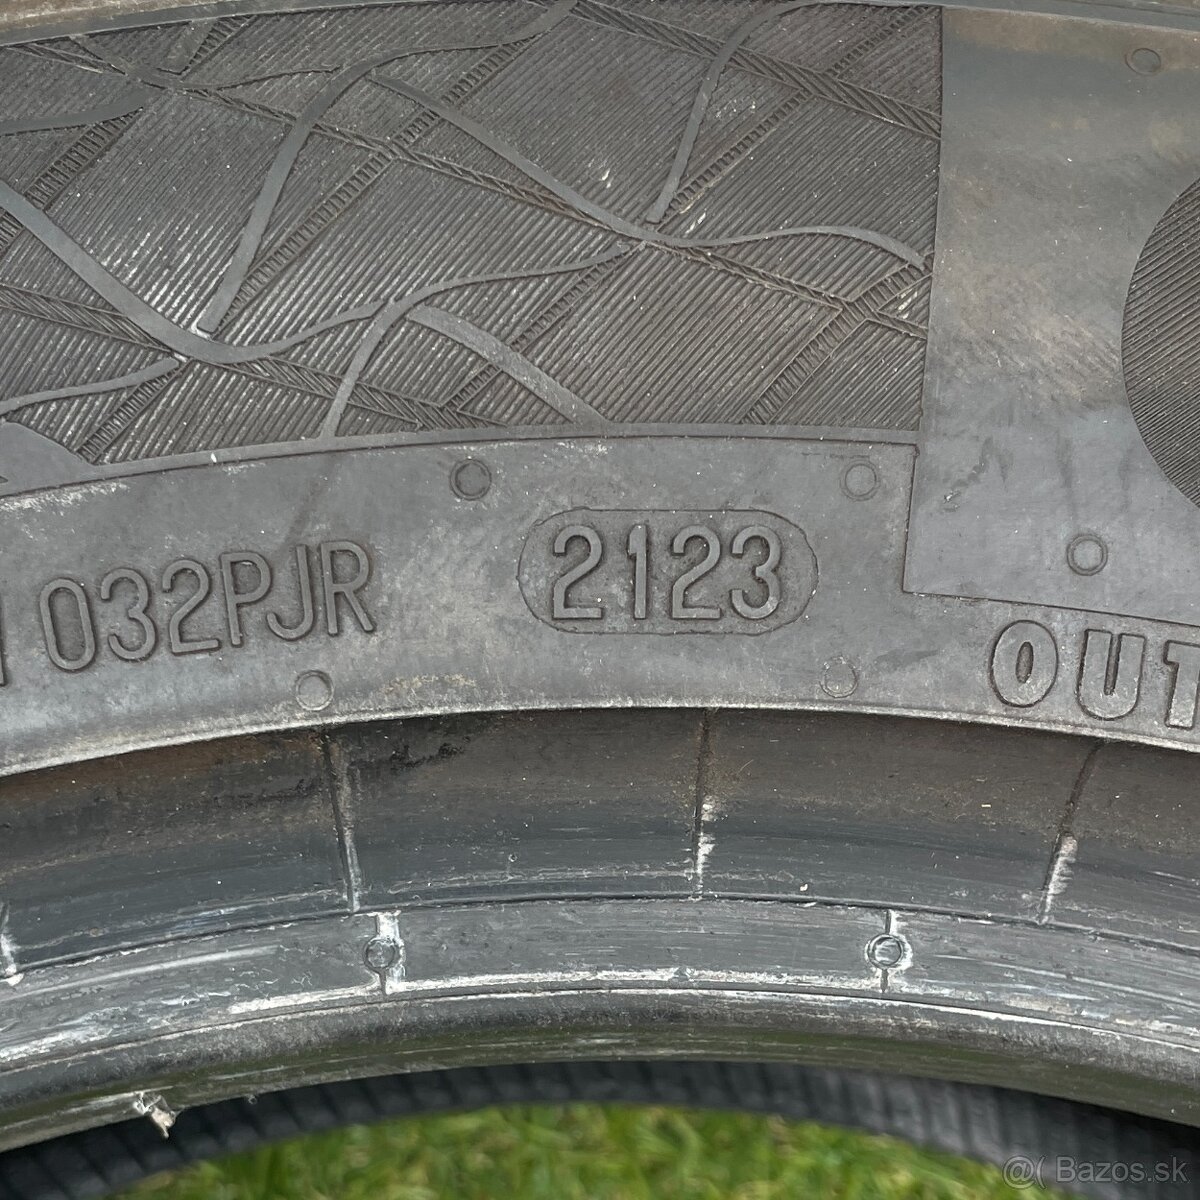 032PJR 2123
OUT
@( Bazos.sk